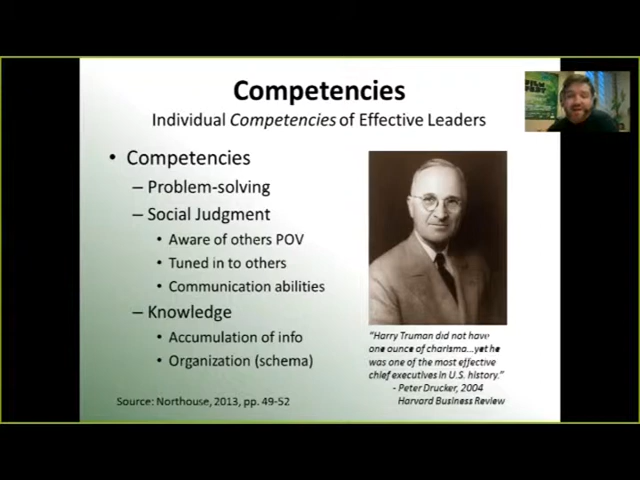 Competencies
Individual Competencies of Effective Leaders
• Competencies
– Problem-solving
– Social Judgment
• Aware of others POV
• Tuned in to others
• Communication abilities
– Knowledge
• Accumulation of info
• Organization (schema)
"Harry Truman did not have
one ounce of charisma...yet he
was one of the most effective
chief executives in U.S. history."
- Peter Drucker, 2004
Harvard Business Review
Source: Northouse, 2013, pp. 49-52